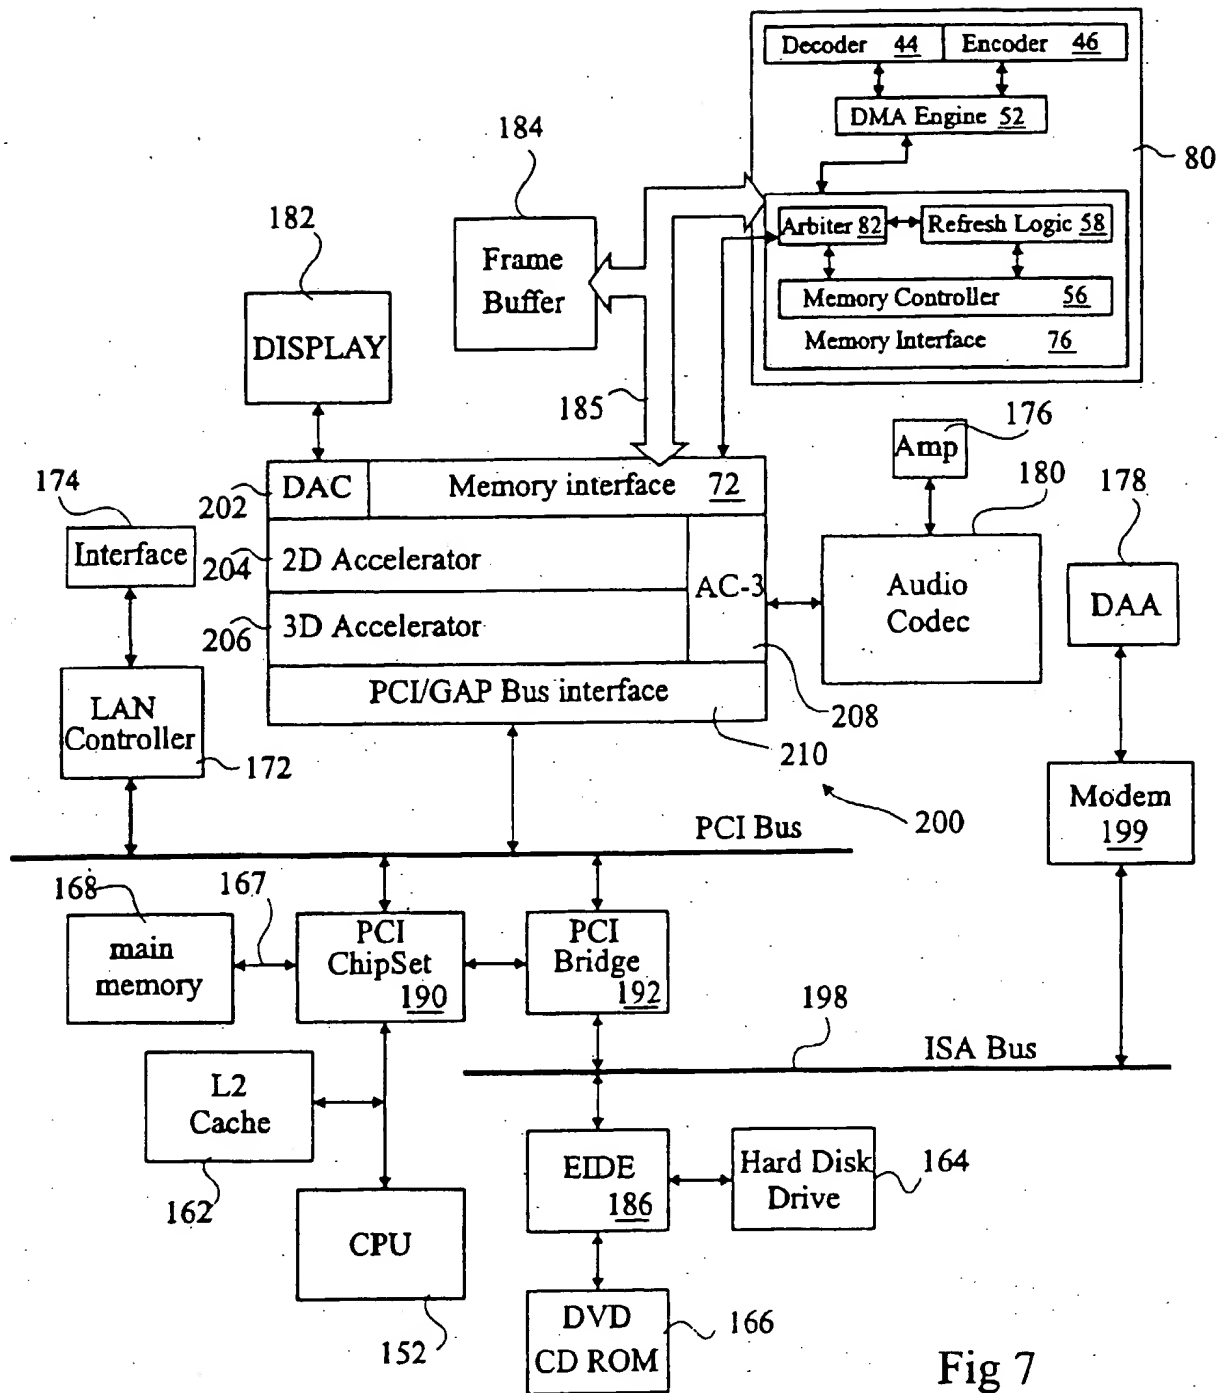 Decoder 44 Encoder 46
DMA Engine 52
80
184
182
Arbiter 82 Refresh Logic 58
Frame
Buffer
Memory Controller 56
Memory Interface 76
DISPLAY
185
176
Amp
174
202
DAC
Memory interface 72
180
178
Interface
204
2D Accelerator
AC-3
Audio
Codec
DAA
206
3D Accelerator
PCI/GAP Bus interface
208
LAN
Controller
172
210
200
Modem
199
PCI Bus
168
167
main
memory
PCI
ChipSet
190
PCI
Bridge
192
198
ISA Bus
L2
Cache
162
EIDE
186
Hard Disk
Drive
164
CPU
152
DVD
CD ROM
166
Fig 7